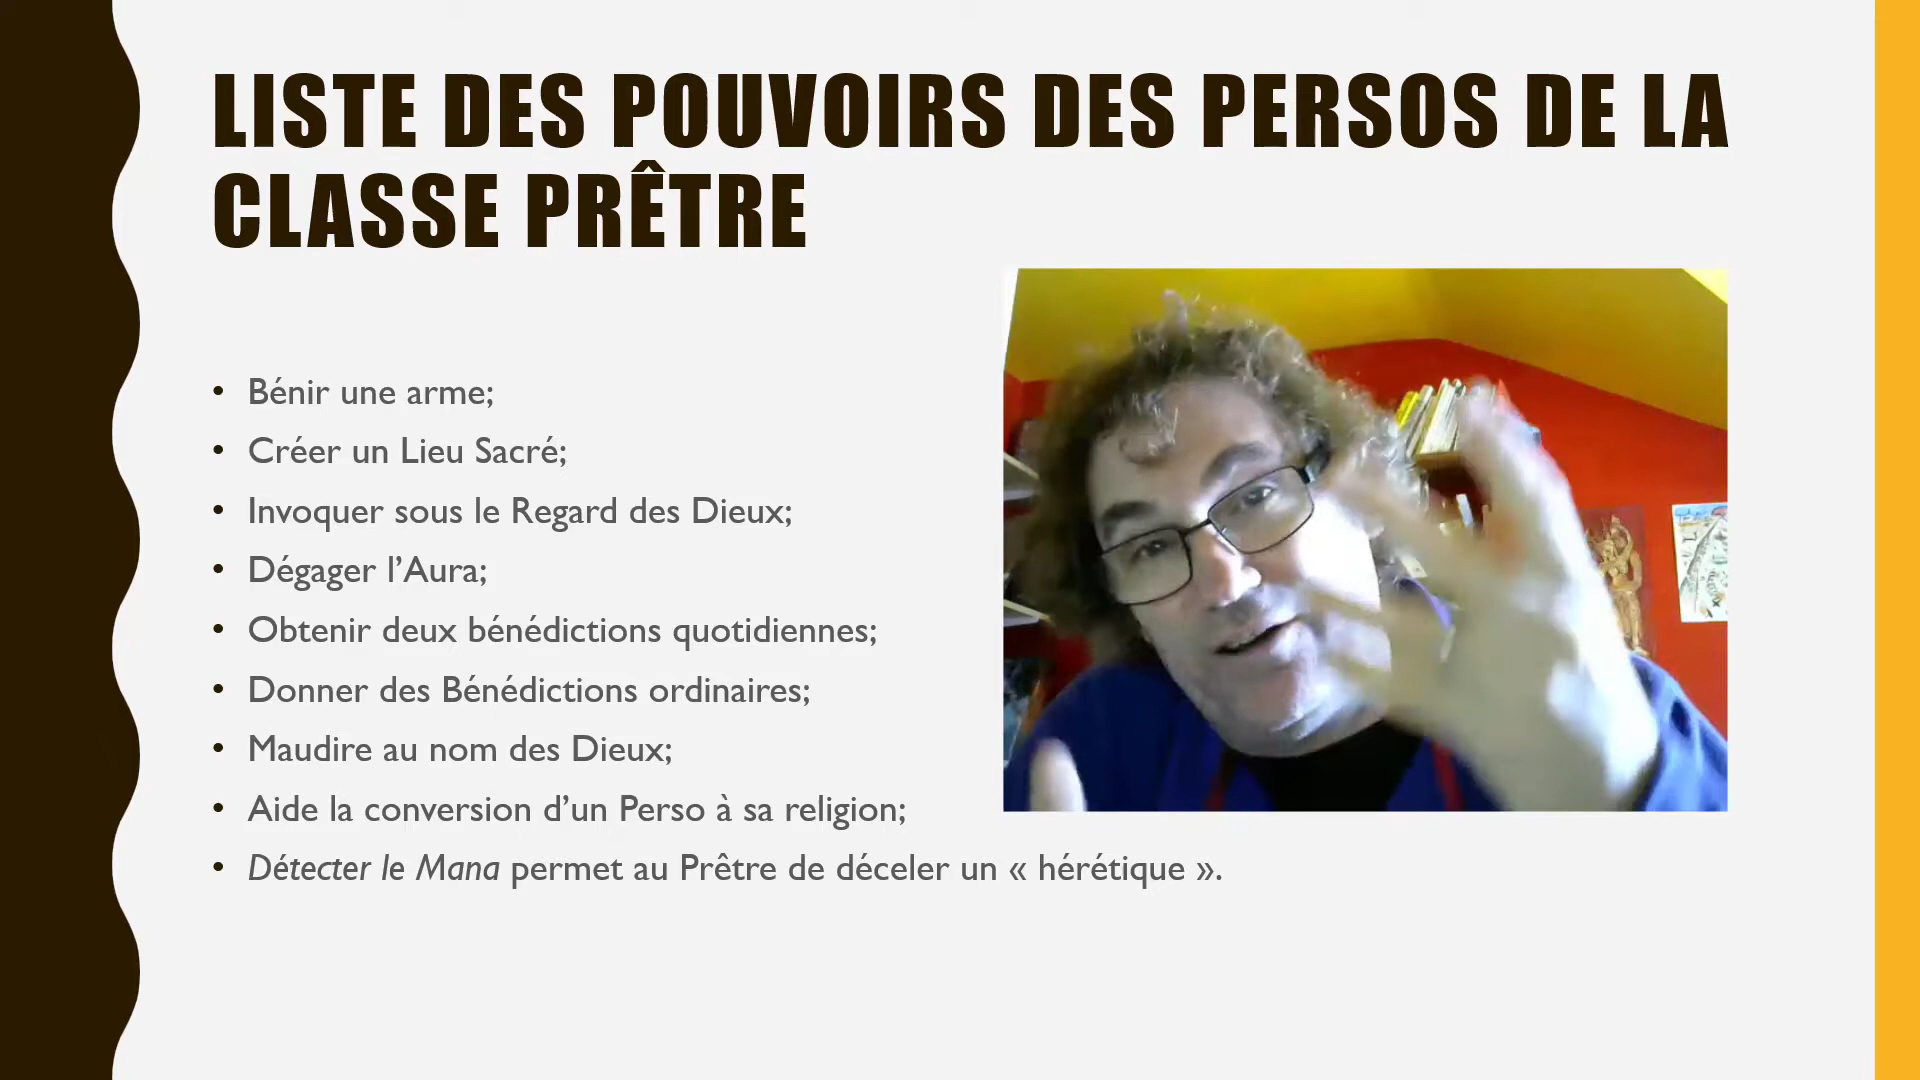 LISTE DES POUVOIRS DES PERSOS DE LA
CLASSE PRÊTRE
• Bénir une arme;
• Créer un Lieu Sacré;
• Invoquer sous le Regard des Dieux;
• Dégager l’Aura;
• Obtenir deux bénédictions quotidiennes;
• Donner des Bénédictions ordinaires;
• Maudire au nom des Dieux;
• Aide la conversion d’un Perso à sa religion;
• Détecter le Mana permet au Prêtre de déceler un « hérétique ».